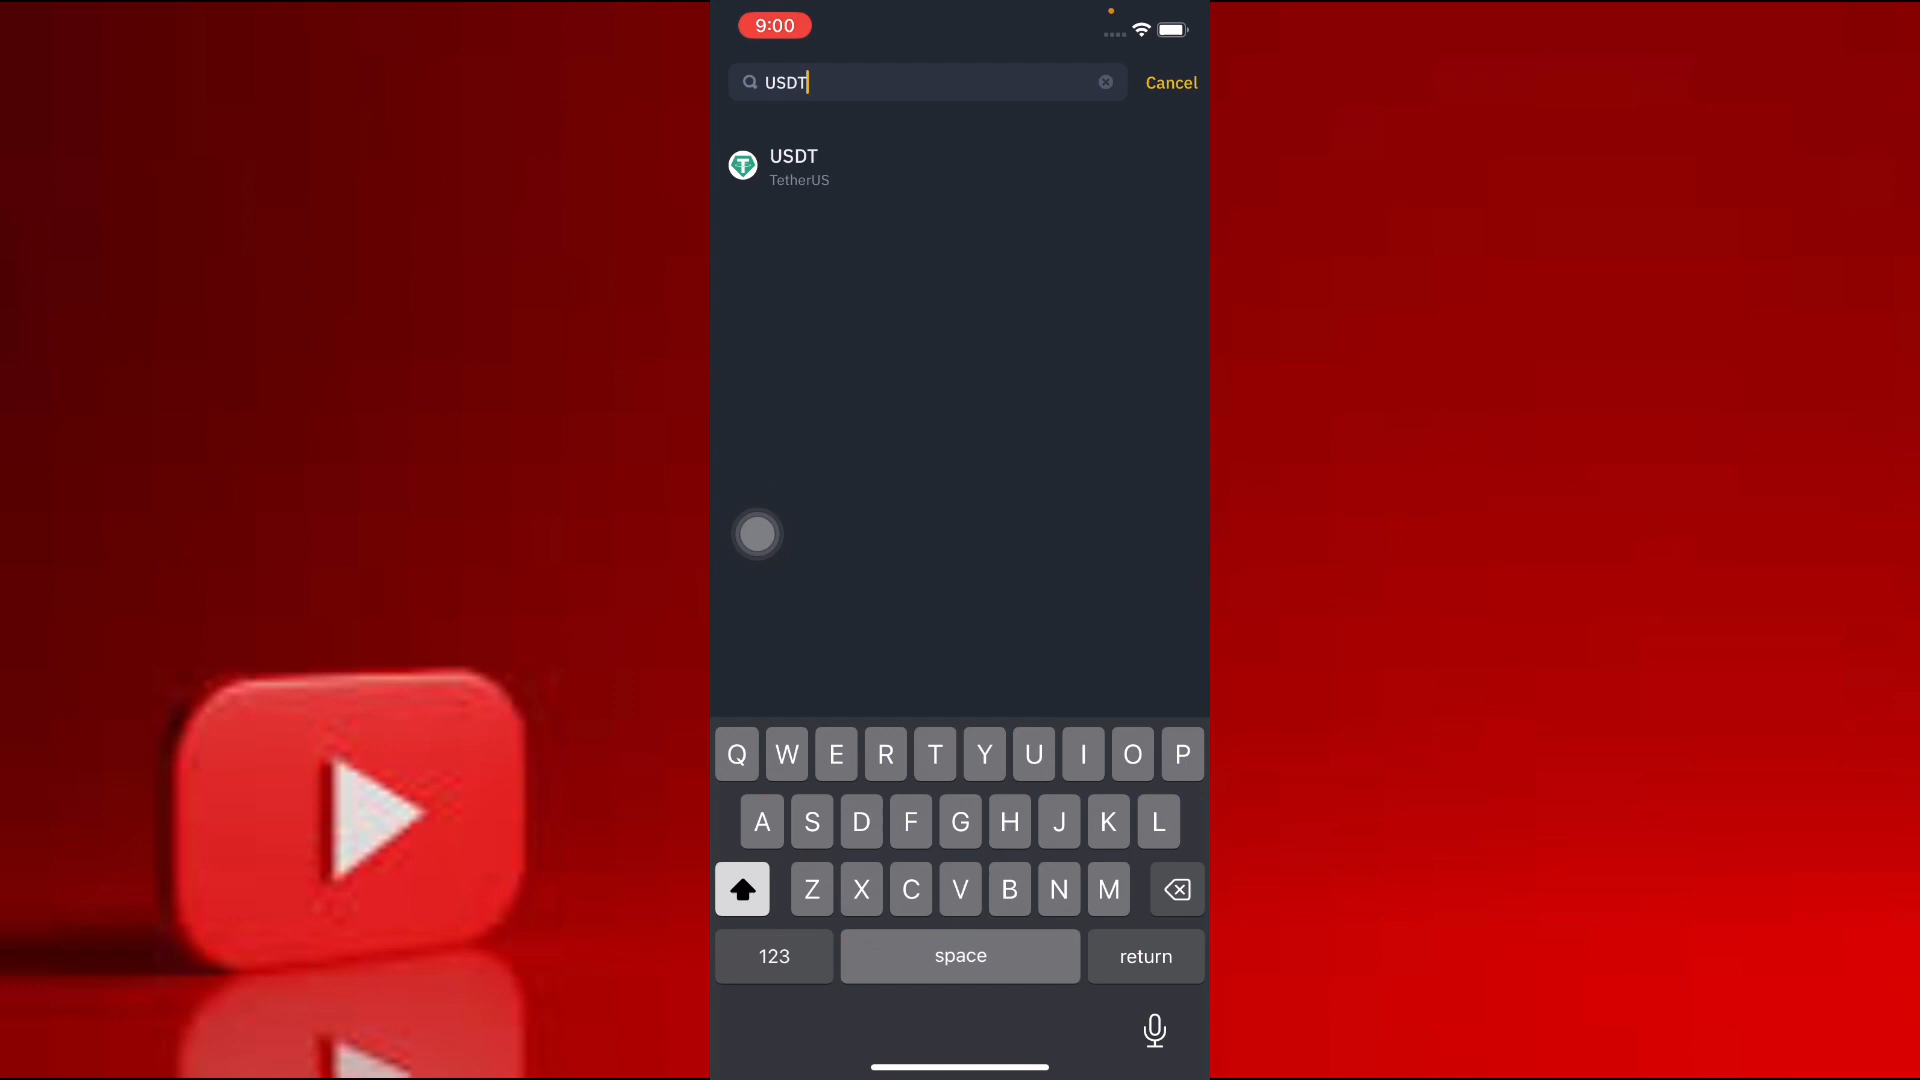 9:00
USDT
Cancel
USDT
TetherUS
Q W E R T Y U I O P
A S D F G H J K L
Z X C V B N M
123 space return